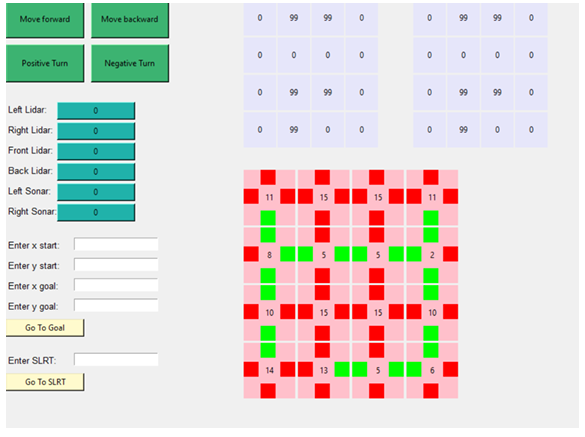 Move forward Move backward
Positive Turn Negative Turn
Left Lidar: 0
Right Lidar: 0
Front Lidar: 0
Back Lidar: 0
Left Sonar: 0
Right Sonar: 0
Enter x start:
Enter y start:
Enter x goal:
Enter y goal:
Go To Goal
Enter SLRT:
Go To SLRT
0 99 99 0
0 0 0 0
0 99 99 0
0 99 0 0
0 99 99 0
0 0 0 0
0 99 99 0
0 99 0 0
11 15 15 11
8 5 5 2
10 15 15 10
14 13 5 6